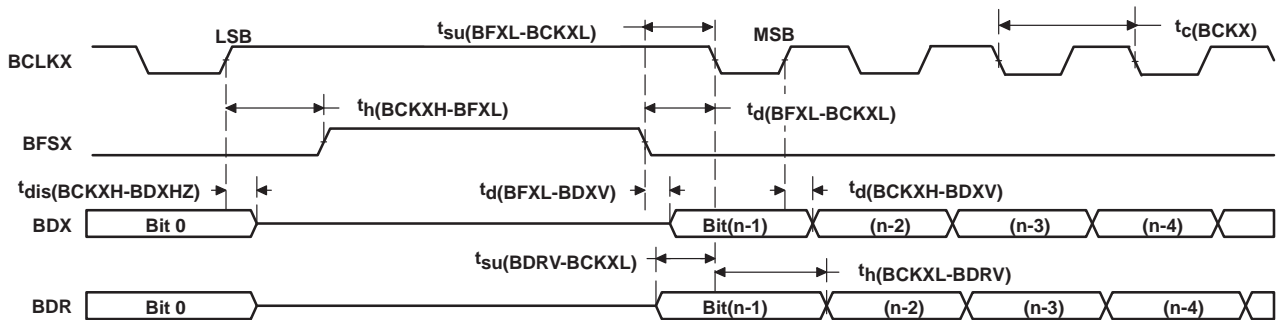 LSB tsu(BFXL-BCKXL) MSB tc(BCKX)
BCLKX
th(BCKXH-BFXL) td(BFXL-BCKXL)
BFSX
tdis(BCKXH-BDXHZ) td(BFXL-BDXV) td(BCKXH-BDXV)
BDX Bit 0 Bit(n-1) (n-2) (n-3) (n-4)
tsu(BDRV-BCKXL) th(BCKXL-BDRV)
BDR Bit 0 Bit(n-1) (n-2) (n-3) (n-4)